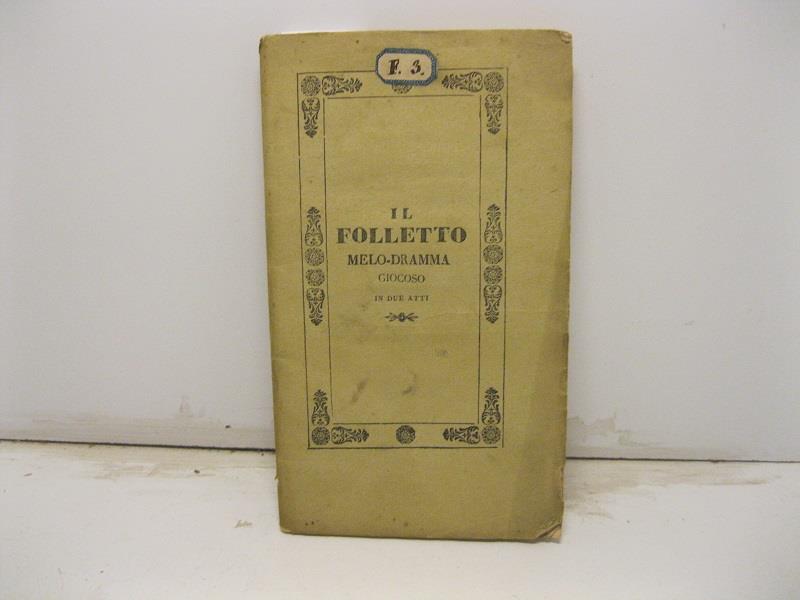 F. 3.
IL
FOLLETTO
MELO-DRAMMA
GIOCOSO
IN DUE ATTI